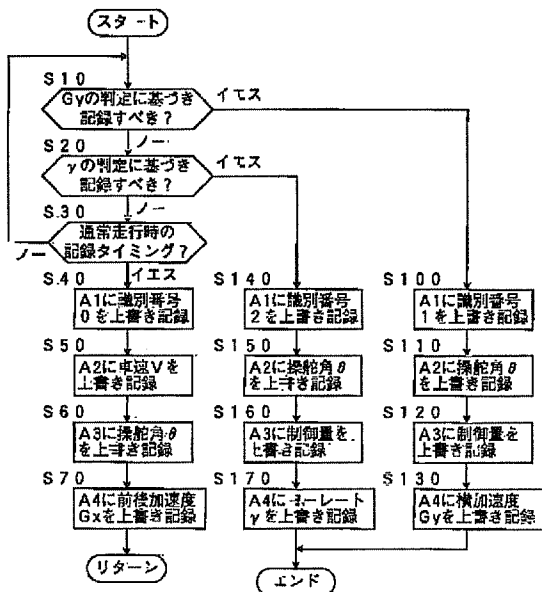 スタート
S10
Gyの判定に基づき
記録すべき?
イエス
ノー
S20
γの判定に基づき
記録すべき?
イエス
ノー
S.30
通常走行時の
記録タイミング?
ノー
イエス
S.40
A1に識別番号
0を上書き記録
S50
A2に車速Vを
上書き記録
S60
A3に操舵角θ
を上書き記録
S70
A4に前後加速度
Gxを上書き記録
リターン
S140
A1に識別番号
2を上書き記録
S150
A2に操舵角θ
を上書き記録
S160
A3に制御量を
上書き記録
S170
A4にヨーレート
γを上書き記録
S100
A1に識別番号
1を上書き記録
S110
A2に操舵角θ
を上書き記録
S120
A3に制御量を
上書き記録
S130
A4に横加速度
Gyを上書き記録
エンド